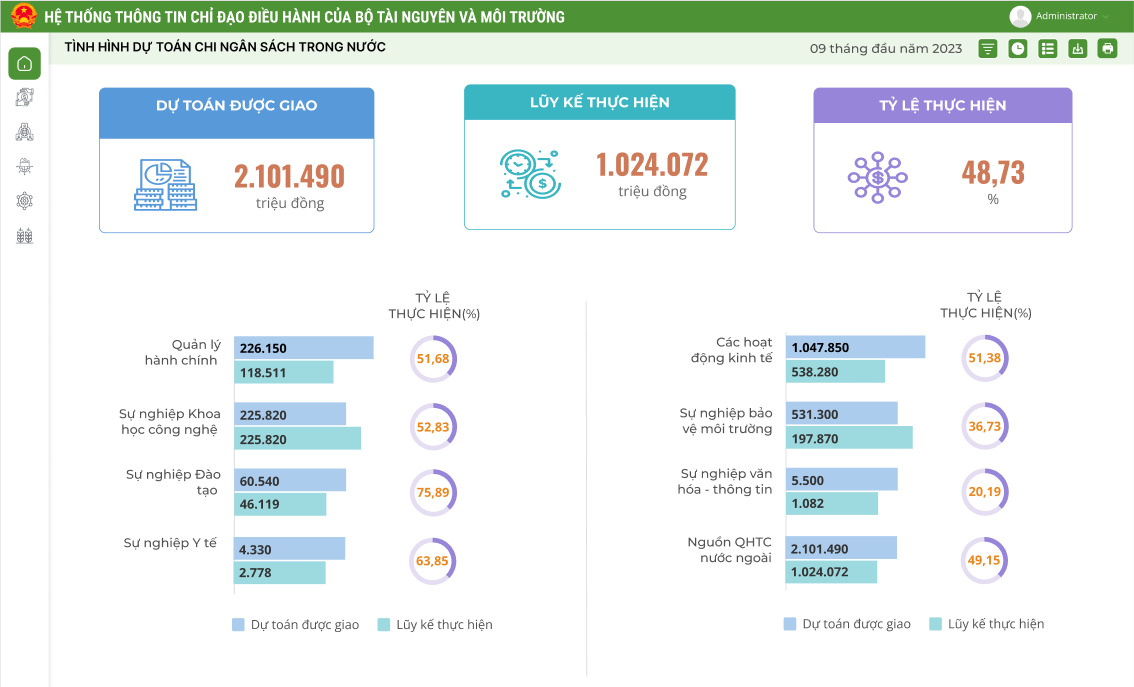 HỆ THỐNG THÔNG TIN CHỈ ĐẠO ĐIỀU HÀNH CỦA BỘ TÀI NGUYÊN VÀ MÔI TRƯỜNG
Administrator
TÌNH HÌNH DỰ TOÁN CHI NGÂN SÁCH TRONG NƯỚC
09 tháng đầu năm 2023
DỰ TOÁN ĐƯỢC GIAO
2.101.490
triệu đồng
LŨY KẾ THỰC HIỆN
1.024.072
triệu đồng
TỶ LỆ THỰC HIỆN
48,73
%
TỶ LỆ
THỰC HIỆN(%)
Quản lý
hành chính
226.150
118.511
51,68
Sự nghiệp Khoa
học công nghệ
225.820
225.820
52,83
Sự nghiệp Đào
tạo
60.540
46.119
75,89
Sự nghiệp Y tế
4.330
2.778
63,85
Dự toán được giao
Lũy kế thực hiện
TỶ LỆ
THỰC HIỆN(%)
Các hoạt
động kinh tế
1.047.850
538.280
51,38
Sự nghiệp bảo
vệ môi trường
531.300
197.870
36,73
Sự nghiệp văn
hóa - thông tin
5.500
1.082
20,19
Nguồn QHTC
nước ngoài
2.101.490
1.024.072
49,15
Dự toán được giao
Lũy kế thực hiện